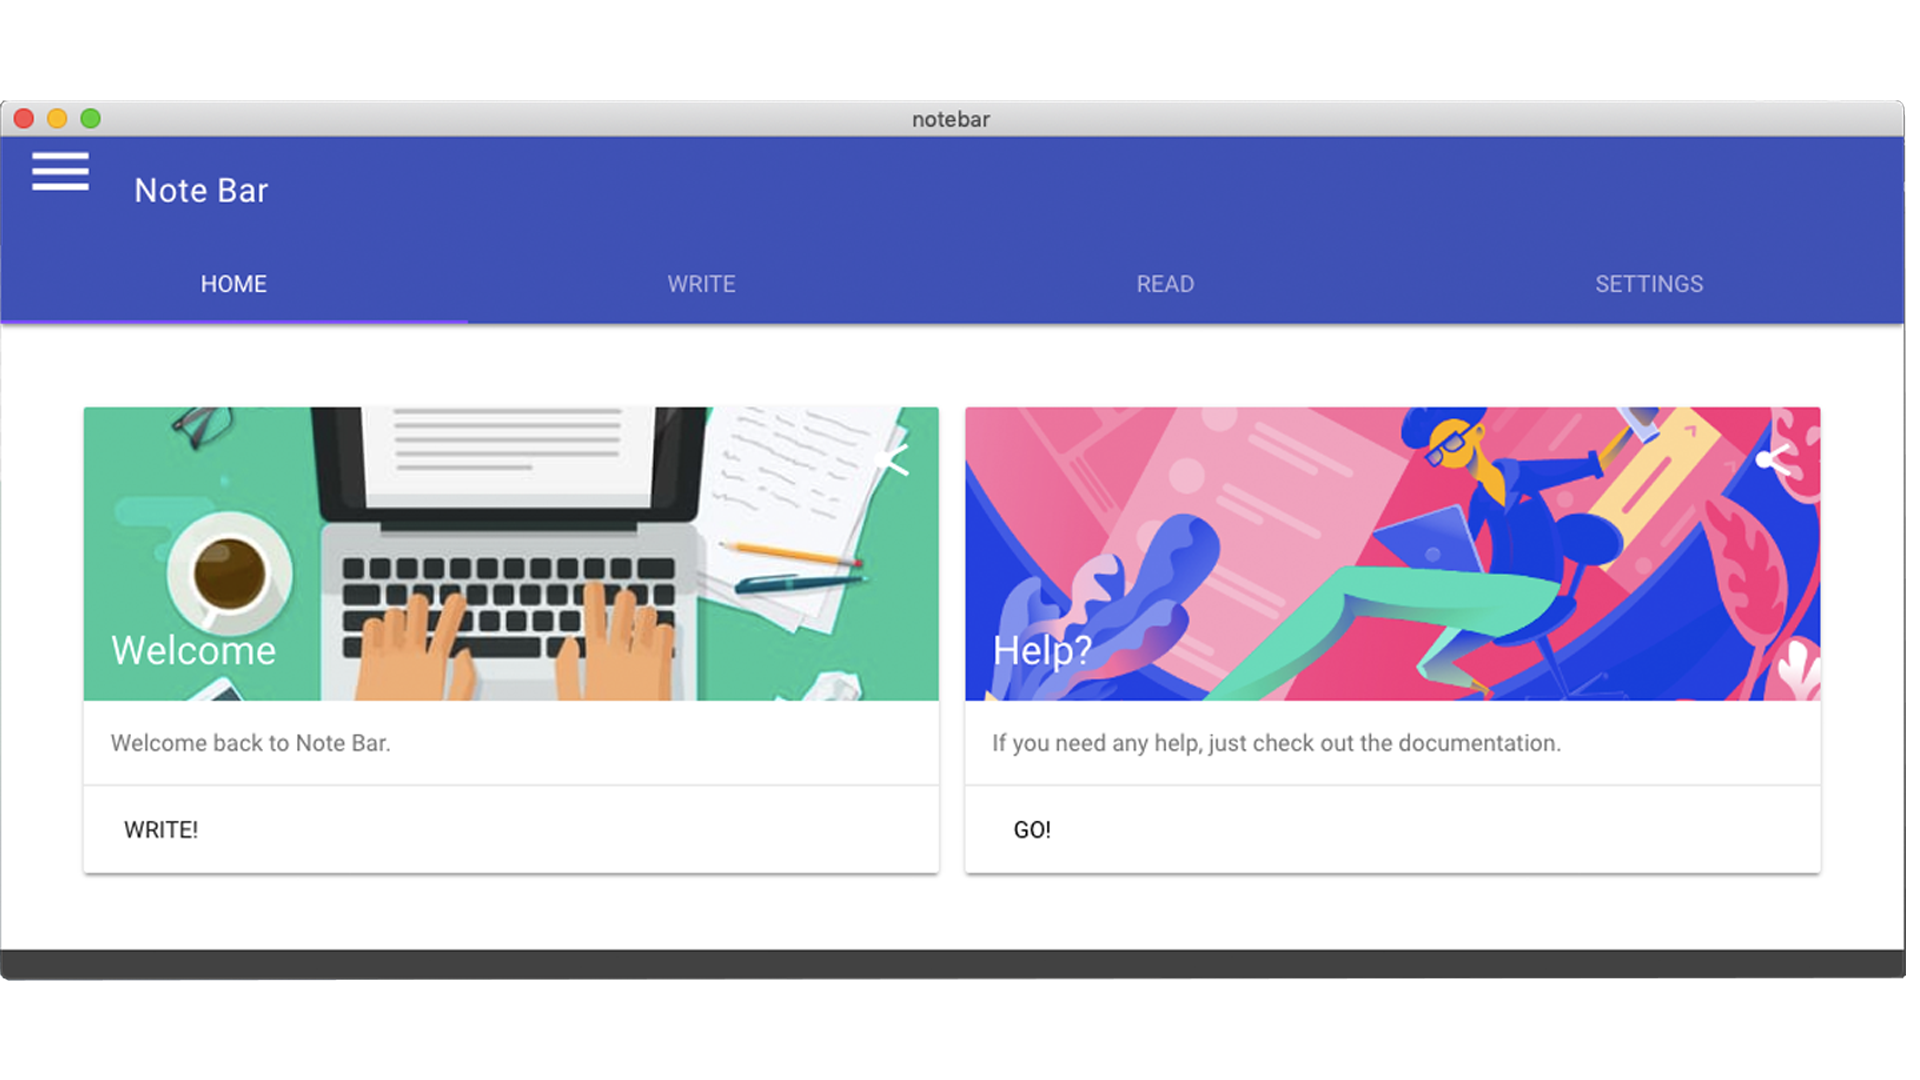 notebar
Note Bar
HOME
WRITE
READ
SETTINGS
Welcome
Welcome back to Note Bar.
WRITE!
Help?
If you need any help, just check out the documentation.
GO!